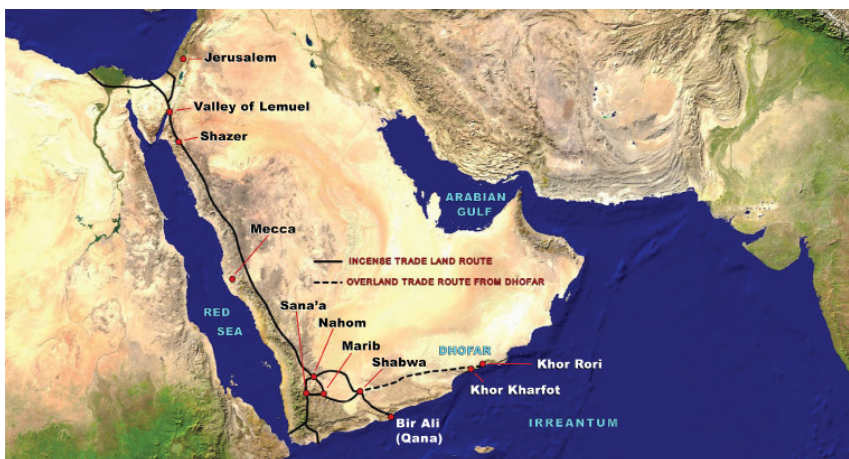 Jerusalem
Valley of Lemuel
Shazer
ARABIAN
GULF
Mecca
INCENSE TRADE LAND ROUTE
OVERLAND TRADE ROUTE FROM DHOFAR
RED
SEA
Sana’a
Nahom
Marib
Shabwa
DHOFAR
Khor Rori
Khor Kharfot
Bir Ali
(Qana)
IRREANTUM